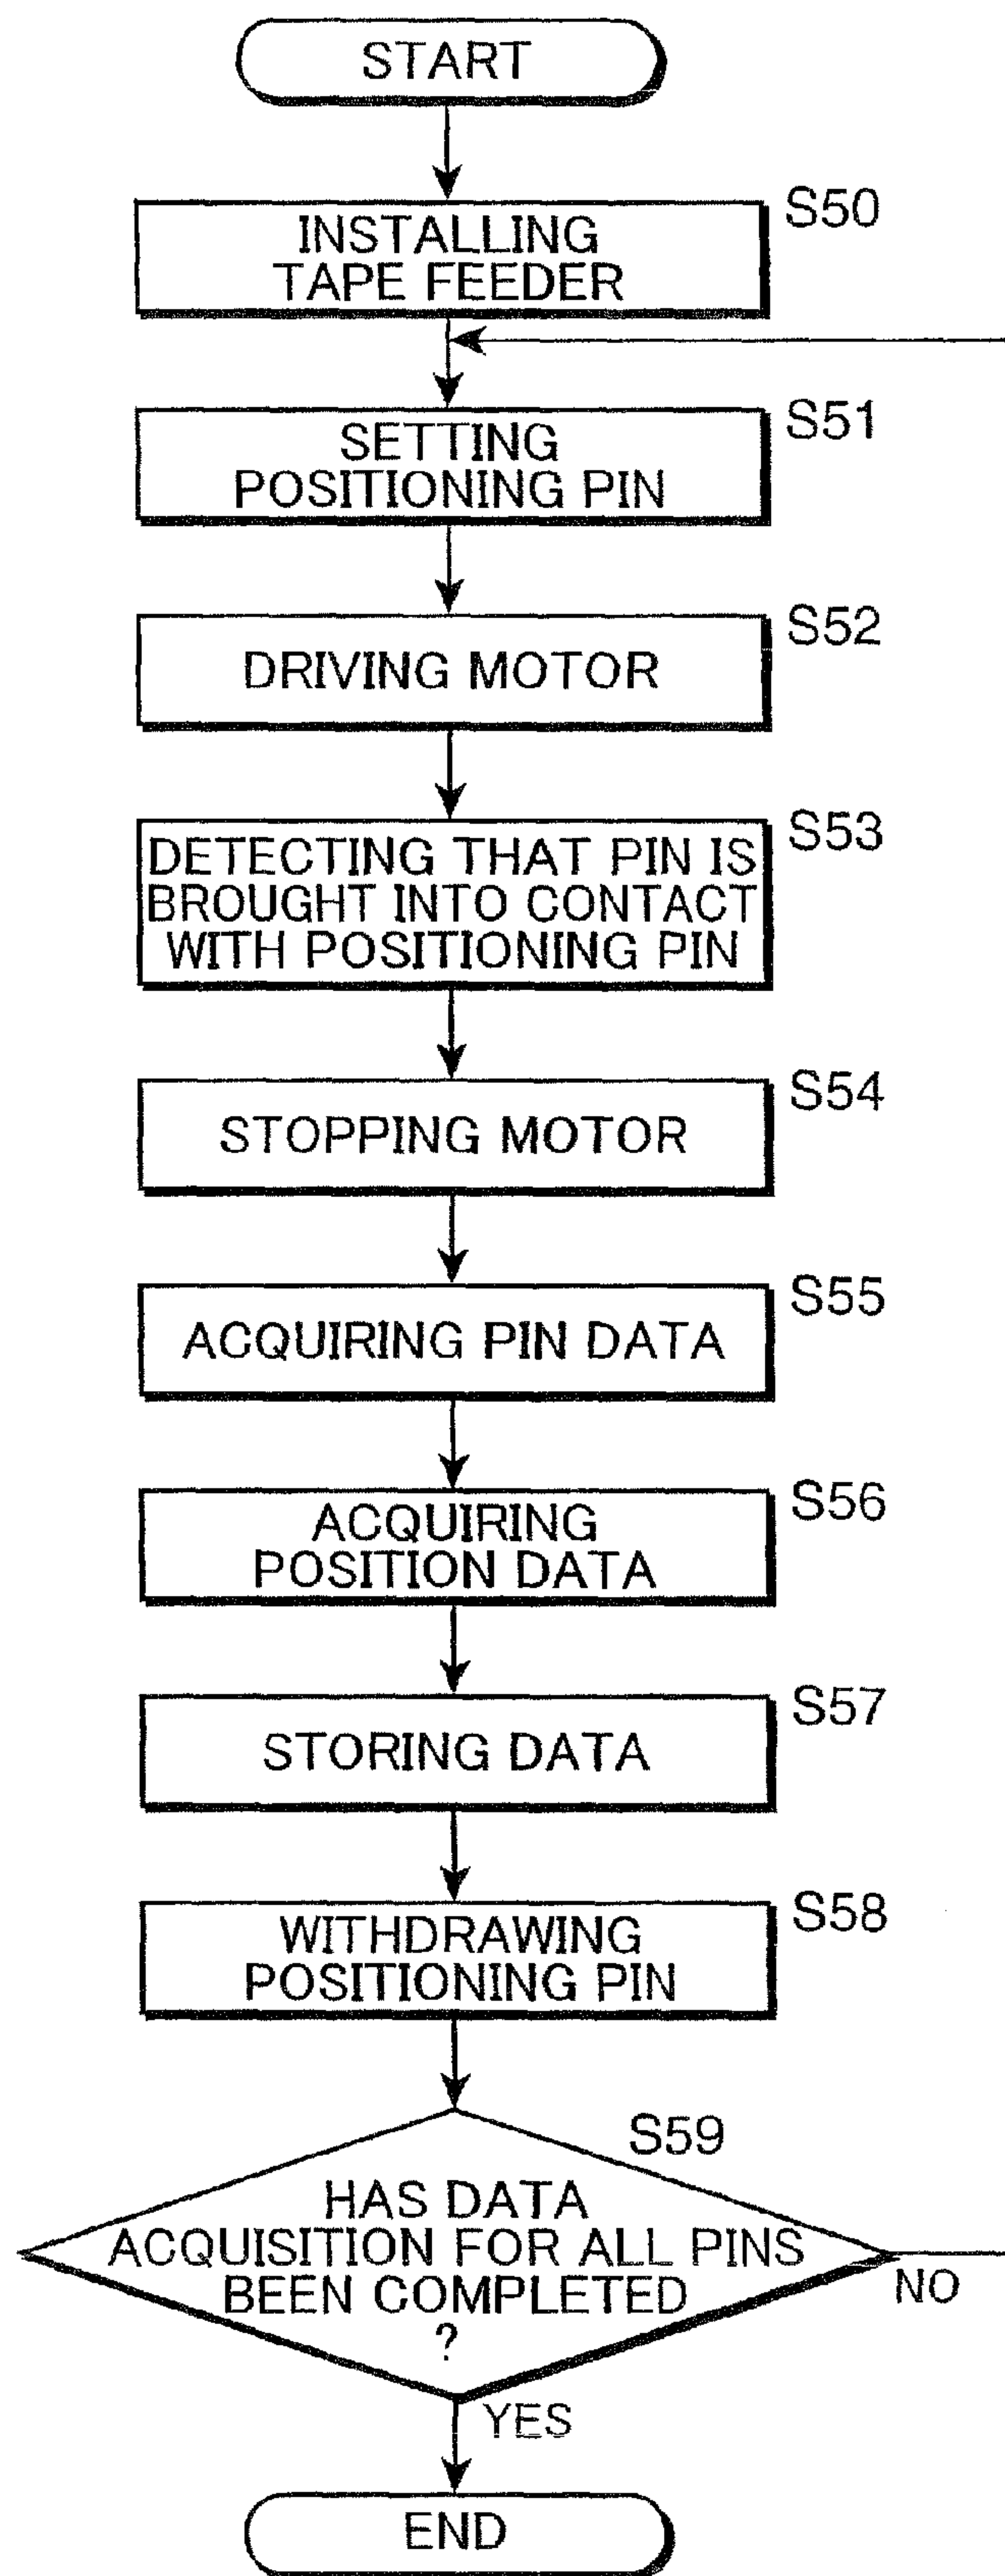 START
S50
INSTALLING
TAPE FEEDER
S51
SETTING
POSITIONING PIN
S52
DRIVING MOTOR
S53
DETECTING THAT PIN IS
BROUGHT INTO CONTACT
WITH POSITIONING PIN
S54
STOPPING MOTOR
S55
ACQUIRING PIN DATA
S56
ACQUIRING
POSITION DATA
S57
STORING DATA
S58
WITHDRAWING
POSITIONING PIN
S59
HAS DATA
ACQUISITION FOR ALL PINS
BEEN COMPLETED
?
NO
YES
END